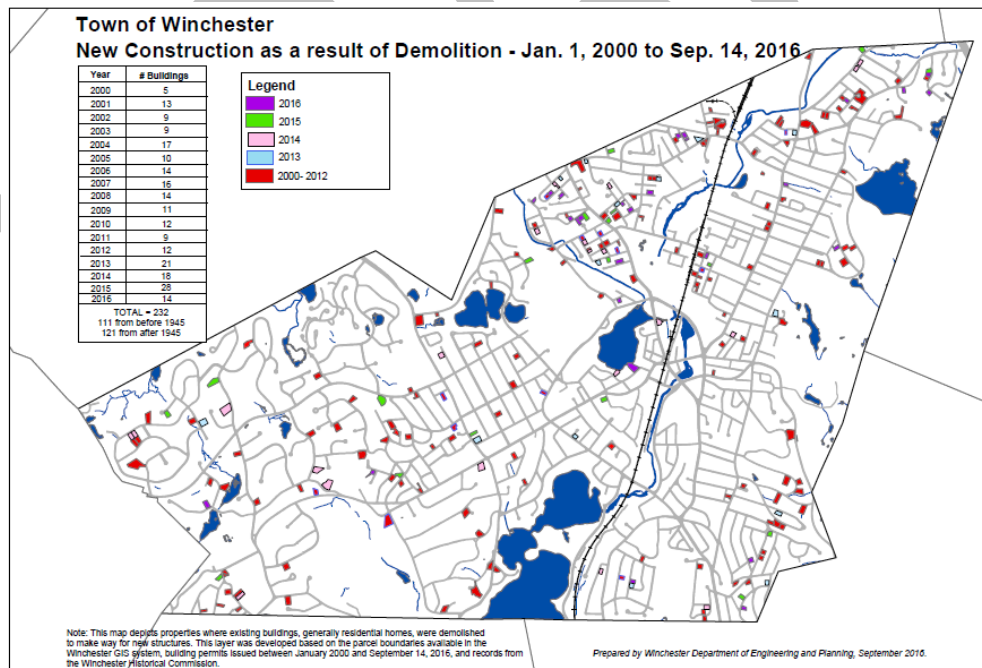 Town of Winchester
New Construction as a result of Demolition - Jan. 1, 2000 to Sep. 14, 2016
Year # Buildings
2000 5
2001 13
2002 9
2003 9
2004 17
2005 10
2006 14
2007 16
2008 14
2009 11
2010 12
2011 9
2012 12
2013 21
2014 18
2015 28
2016 14
TOTAL = 232
111 from before 1945
121 from after 1945
Legend
2016
2015
2014
2013
2000- 2012
Note: This map depicts properties where existing buildings, generally residential homes, were demolished
to make way for new structures. This layer was developed based on the parcel boundaries available in the
Winchester GIS system, building permits issued between January 2000 and September 14, 2016, and records from
the Winchester Historical Commission.
Prepared by Winchester Department of Engineering and Planning, September 2016.